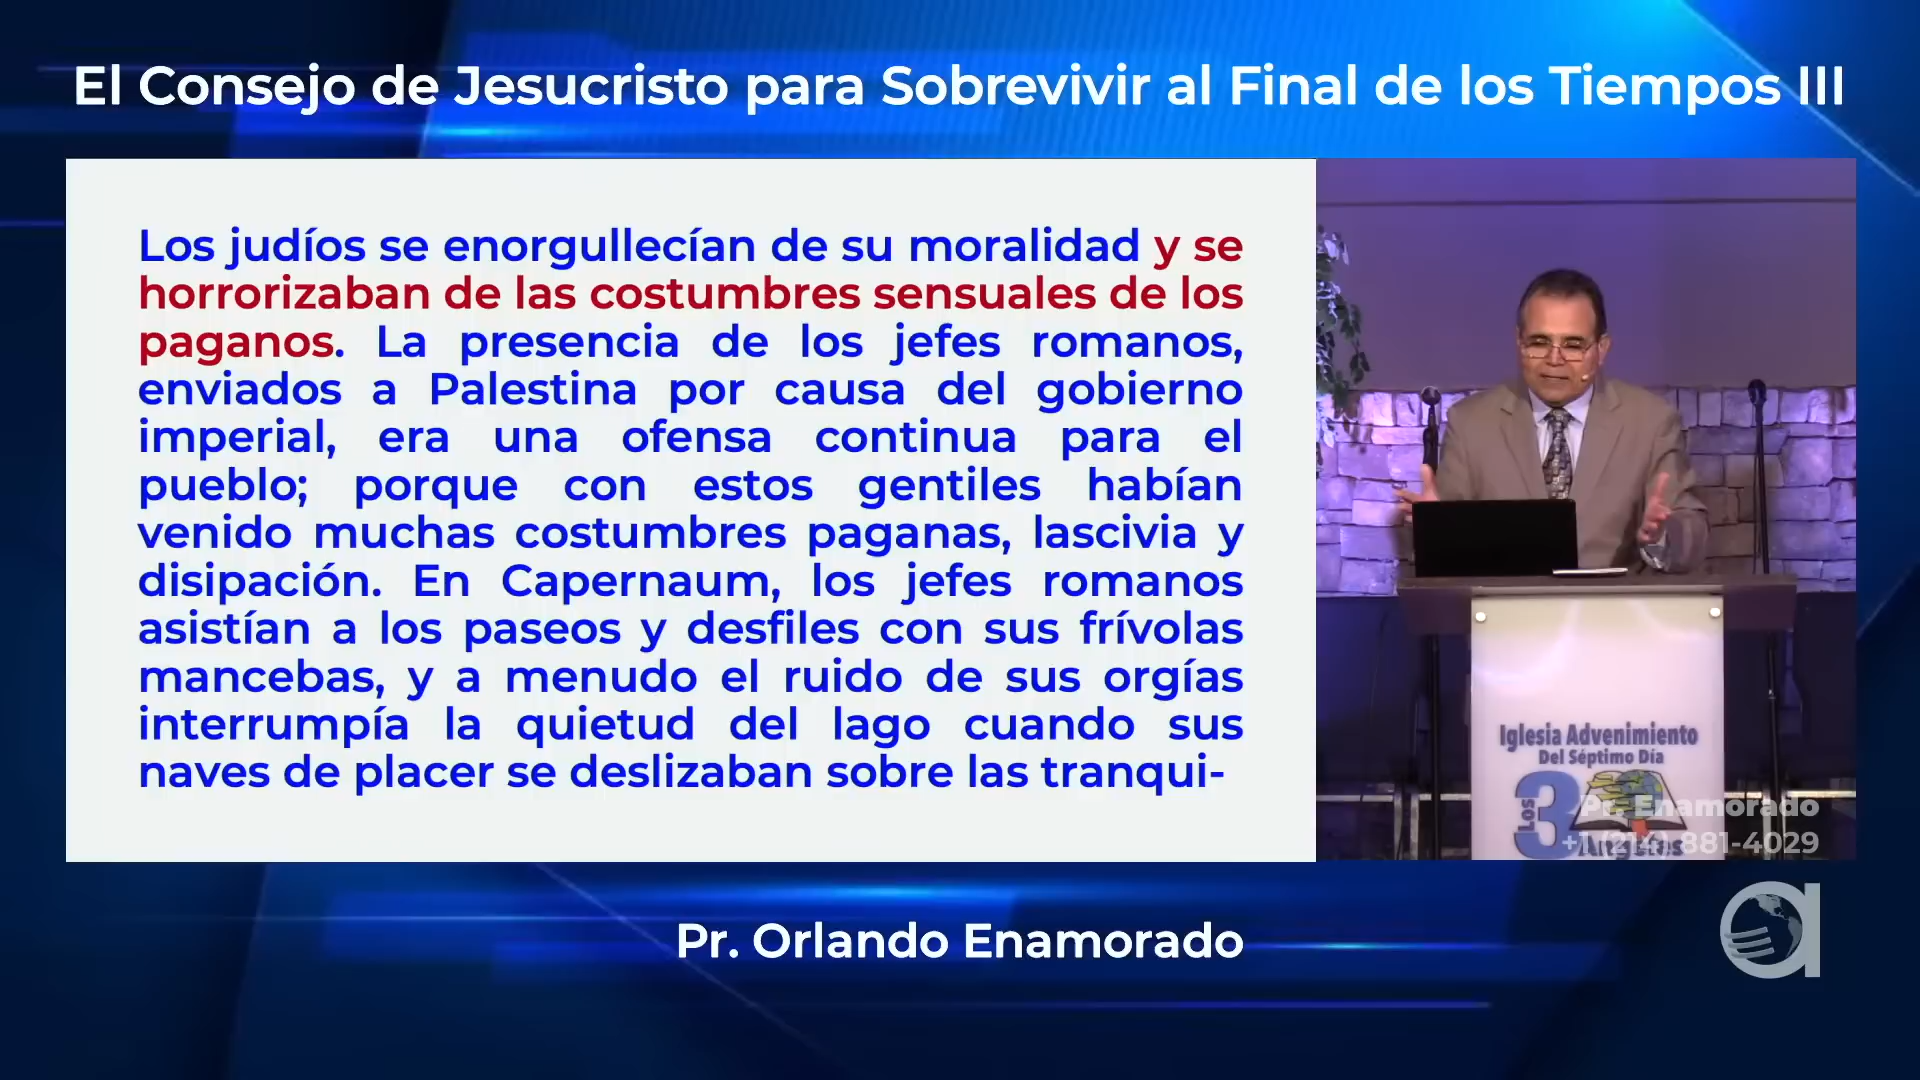 El Consejo de Jesucristo para Sobrevivir al Final de los Tiempos III
Los judíos se enorgullecían de su moralidad y se
horrorizaban de las costumbres sensuales de los
paganos. La presencia de los jefes romanos,
enviados a Palestina por causa del gobierno
imperial, era una ofensa continua para el
pueblo; porque con estos gentiles habían
venido muchas costumbres paganas, lascivia y
disipación. En Capernaum, los jefes romanos
asistían a los paseos y desfiles con sus frívolas
mancebas, y a menudo el ruido de sus orgías
interrumpía la quietud del lago cuando sus
naves de placer se deslizaban sobre las tranqui-
Iglesia Advenimiento
Del Séptimo Día
Los 3
Angeles
Pr. Enamorado
+1 (214) 881-4029
Pr. Orlando Enamorado